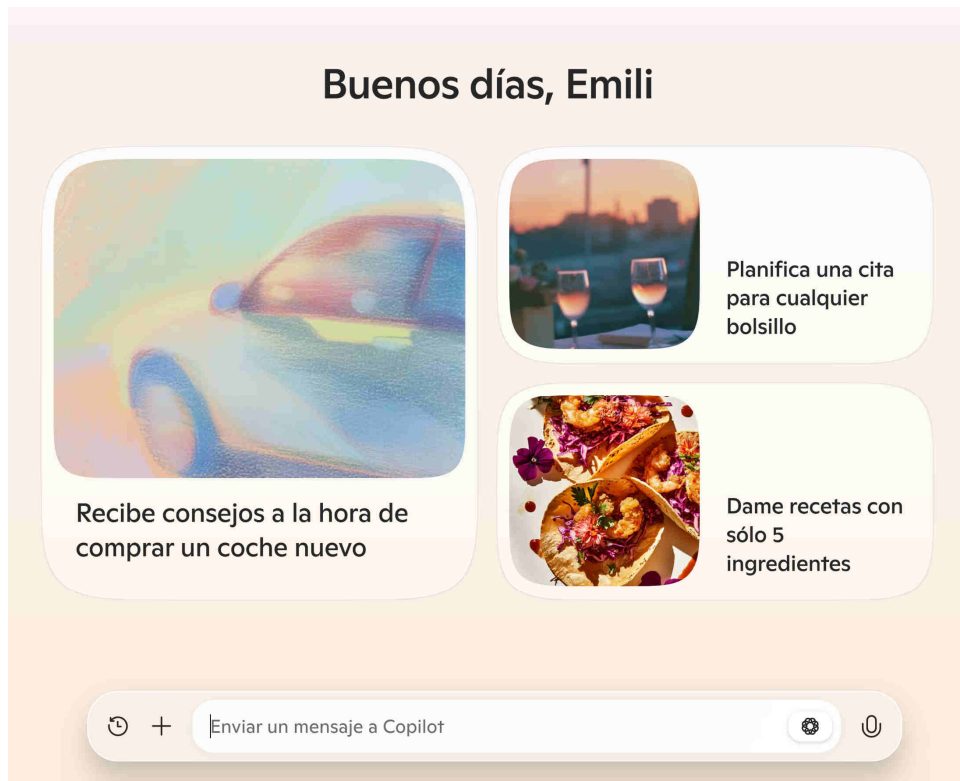 Buenos días, Emili
Recibe consejos a la hora de
comprar un coche nuevo
Planifica una cita
para cualquier
bolsillo
Dame recetas con
sólo 5
ingredientes
Enviar un mensaje a Copilot